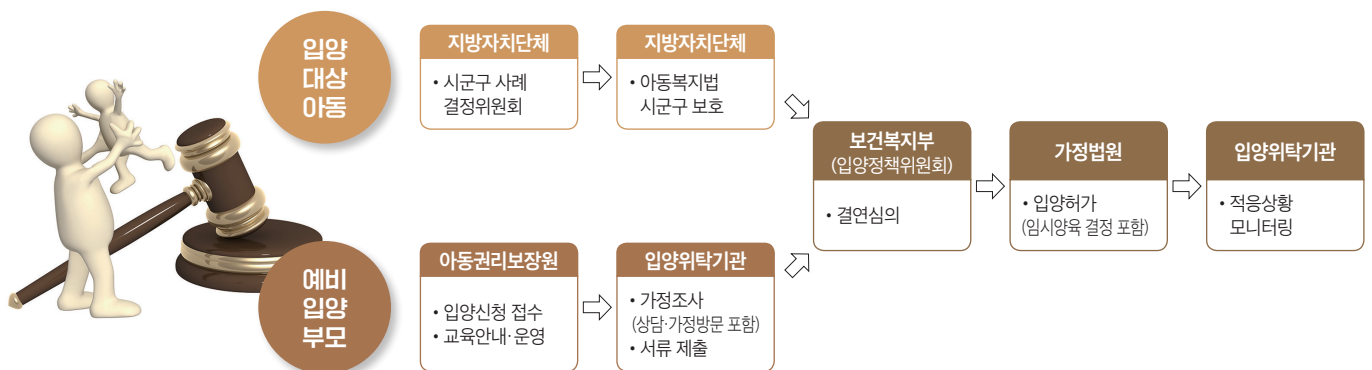 입양
대상
아동
지방자치단체
• 시군구 사례
결정위원회
지방자치단체
• 아동복지법
시군구 보호
예비
입양
부모
아동권리보장원
• 입양신청 접수
• 교육안내·운영
입양위탁기관
• 가정조사
(상담·가정방문 포함)
• 서류 제출
보건복지부
(입양정책위원회)
• 결연심의
가정법원
• 입양허가
(임시양육 결정 포함)
입양위탁기관
• 적응상황
모니터링